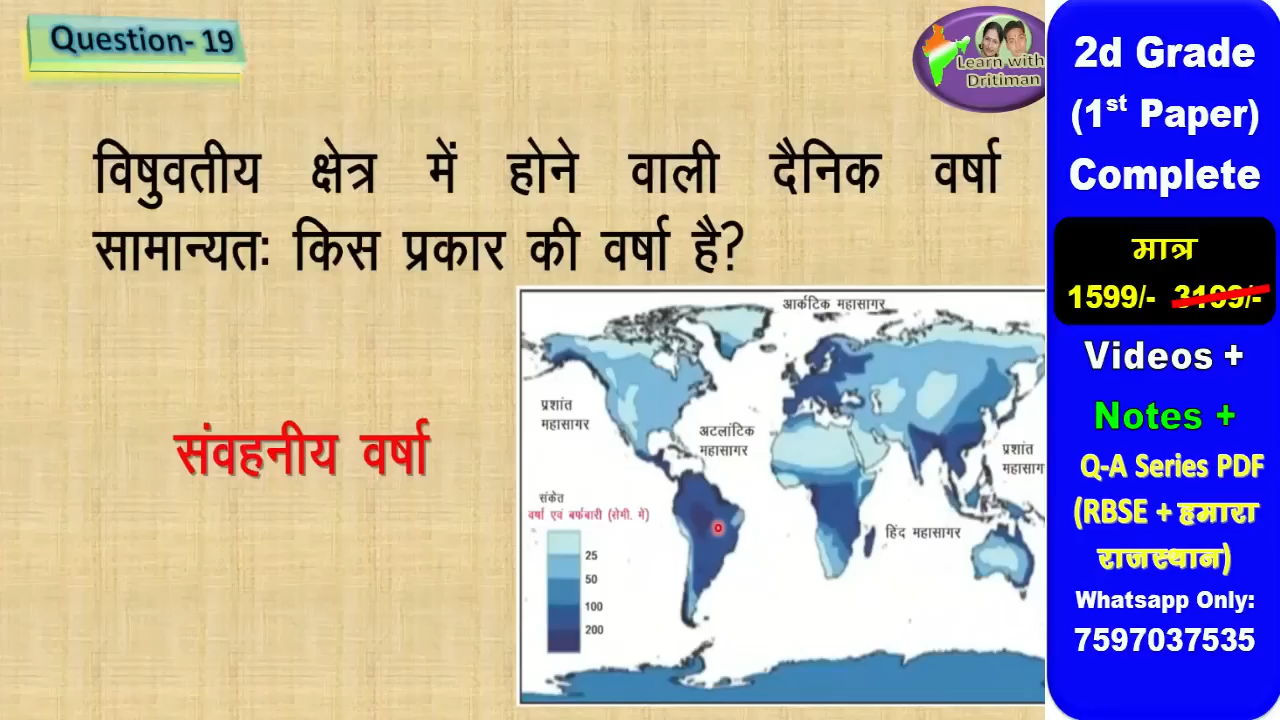 Question- 19
Learn with
Dritiman
विषुवतीय क्षेत्र में होने वाली दैनिक वर्षा
सामान्यतः किस प्रकार की वर्षा है?
संवहनीय वर्षा
आर्कटिक महासागर
प्रशांत
महासागर
अटलांटिक
महासागर
प्रशांत
महासाग
हिंद महासागर
संकेत
वर्षा एवं बर्फबारी (सेमी. में)
25
50
100
200
2d Grade
(1st Paper)
Complete
मात्र
1599/- 3199/-
Videos +
Notes +
Q-A Series PDF
(RBSE + हमारा
राजस्थान)
Whatsapp Only:
7597037535